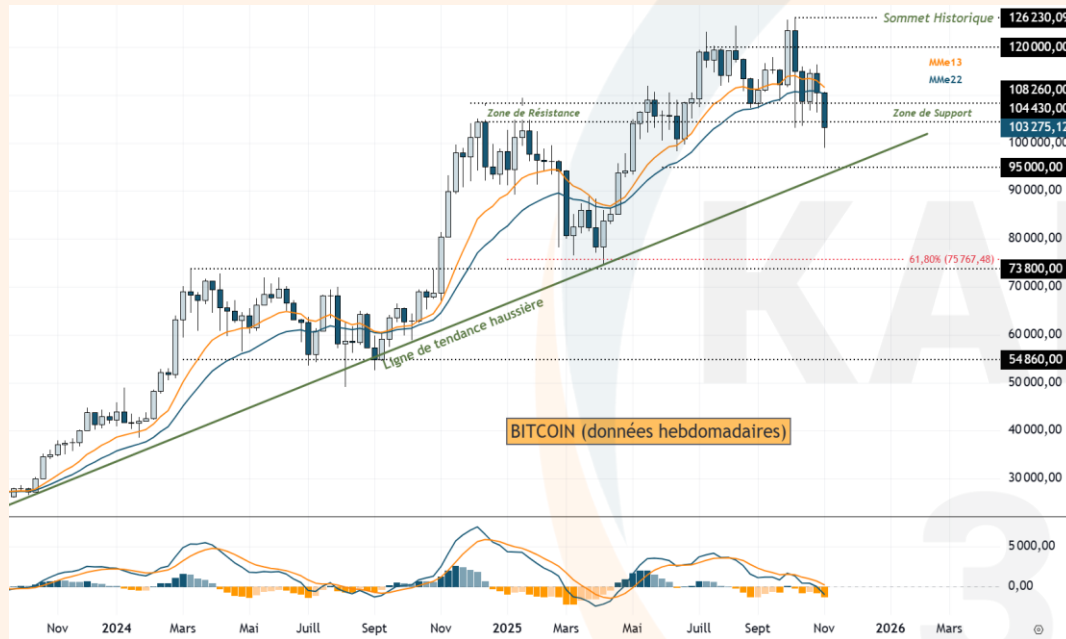 Sommet Historique
126 230,09
120 000,00
MMe13
MMe22
108 260,00
Zone de Résistance
Zone de Support
104 430,00
103 275,12
100 000,00
95 000,00
90 000,00
80 000,00
61,80% (75 767,48)
73 800,00
70 000,00
Ligne de tendance haussière
60 000,00
54 860,00
50 000,00
BITCOIN (données hebdomadaires)
40 000,00
30 000,00
5 000,00
0,00
Nov 2024 Mars Mai Juill Sept Nov 2025 Mars Mai Juill Sept Nov 2026 Mars
KA
3